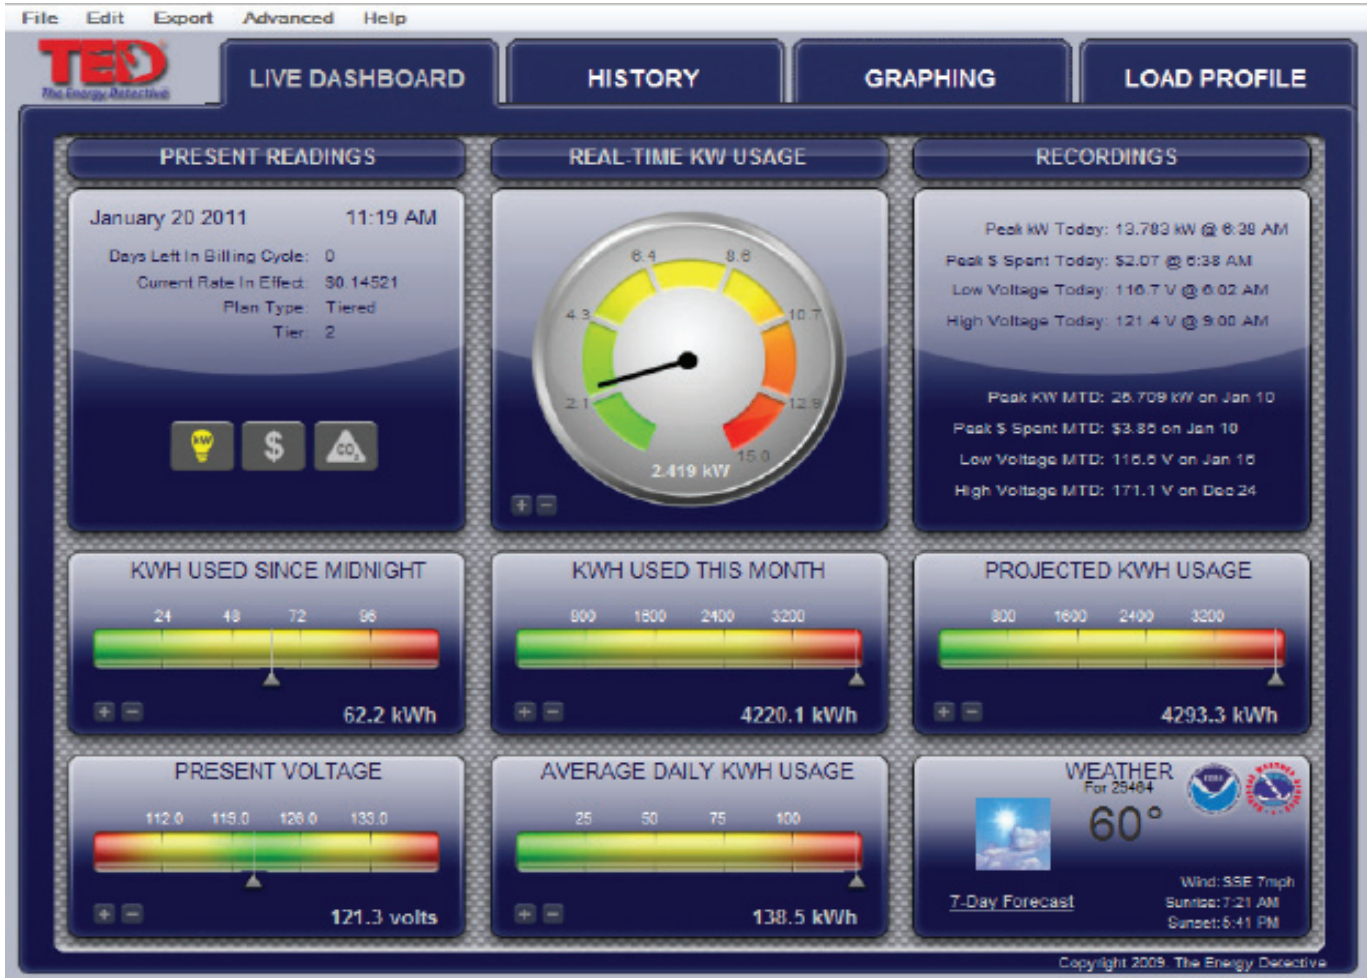 File Edit Export Advanced Help
TED
The Energy Detective
LIVE DASHBOARD
HISTORY
GRAPHING
LOAD PROFILE
PRESENT READINGS
January 20 2011 11:19 AM
Days Left In Billing Cycle: 0
Current Rate In Effect: $0.14521
Plan Type: Tiered
Tier: 2
kW
$
CO2
REAL-TIME KW USAGE
2.1
4.3
6.4
8.6
10.7
12.9
15.0
2.419 kW
+ −
RECORDINGS
Peak kW Today: 13.783 kW @ 6:38 AM
Peak $ Spent Today: $2.07 @ 6:38 AM
Low Voltage Today: 116.7 V @ 6:02 AM
High Voltage Today: 121.4 V @ 9:00 AM
Peak KW MTD: 26.709 kW on Jan 10
Peak $ Spent MTD: $3.86 on Jan 10
Low Voltage MTD: on Jan 16
High Voltage MTD: 171.1 V on Dec 24
KWH USED SINCE MIDNIGHT
24 48 72 96
+ −
62.2 kWh
KWH USED THIS MONTH
800 1600 2400 3200
+ −
4220.1 kWh
PROJECTED KWH USAGE
800 1600 2400 3200
+ −
4293.3 kWh
PRESENT VOLTAGE
112.0 119.0 126.0 133.0
+ −
121.3 volts
AVERAGE DAILY KWH USAGE
25 50 75 100
+ −
138.5 kWh
WEATHER
For 29464
60°
7-Day Forecast
Wind: SSE 7mph
Sunrise: 7:21 AM
Sunset: 5:41 PM
Copyright 2009. The Energy Detective